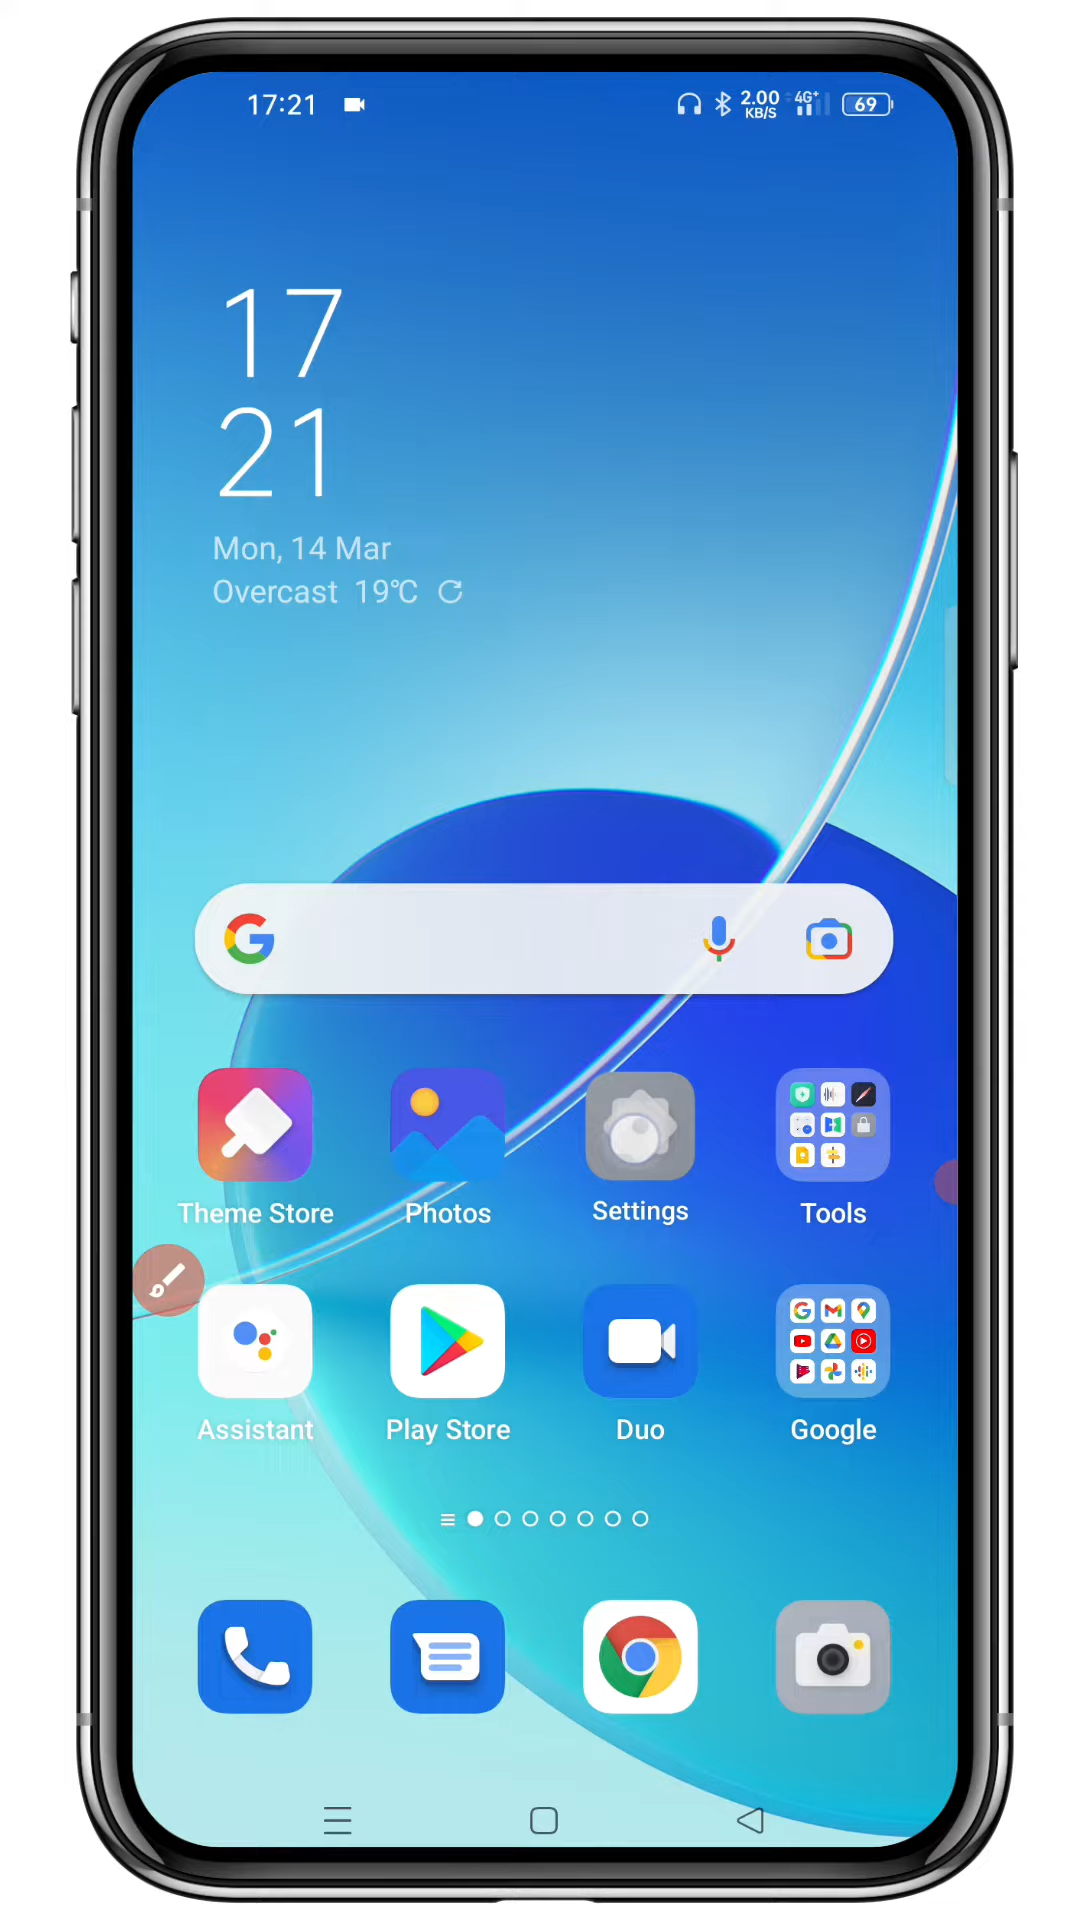 17:21
2.00 KB/S 4G+ 69
17
21
Mon, 14 Mar
Overcast 19℃
Theme Store Photos Settings Tools
Assistant Play Store Duo Google